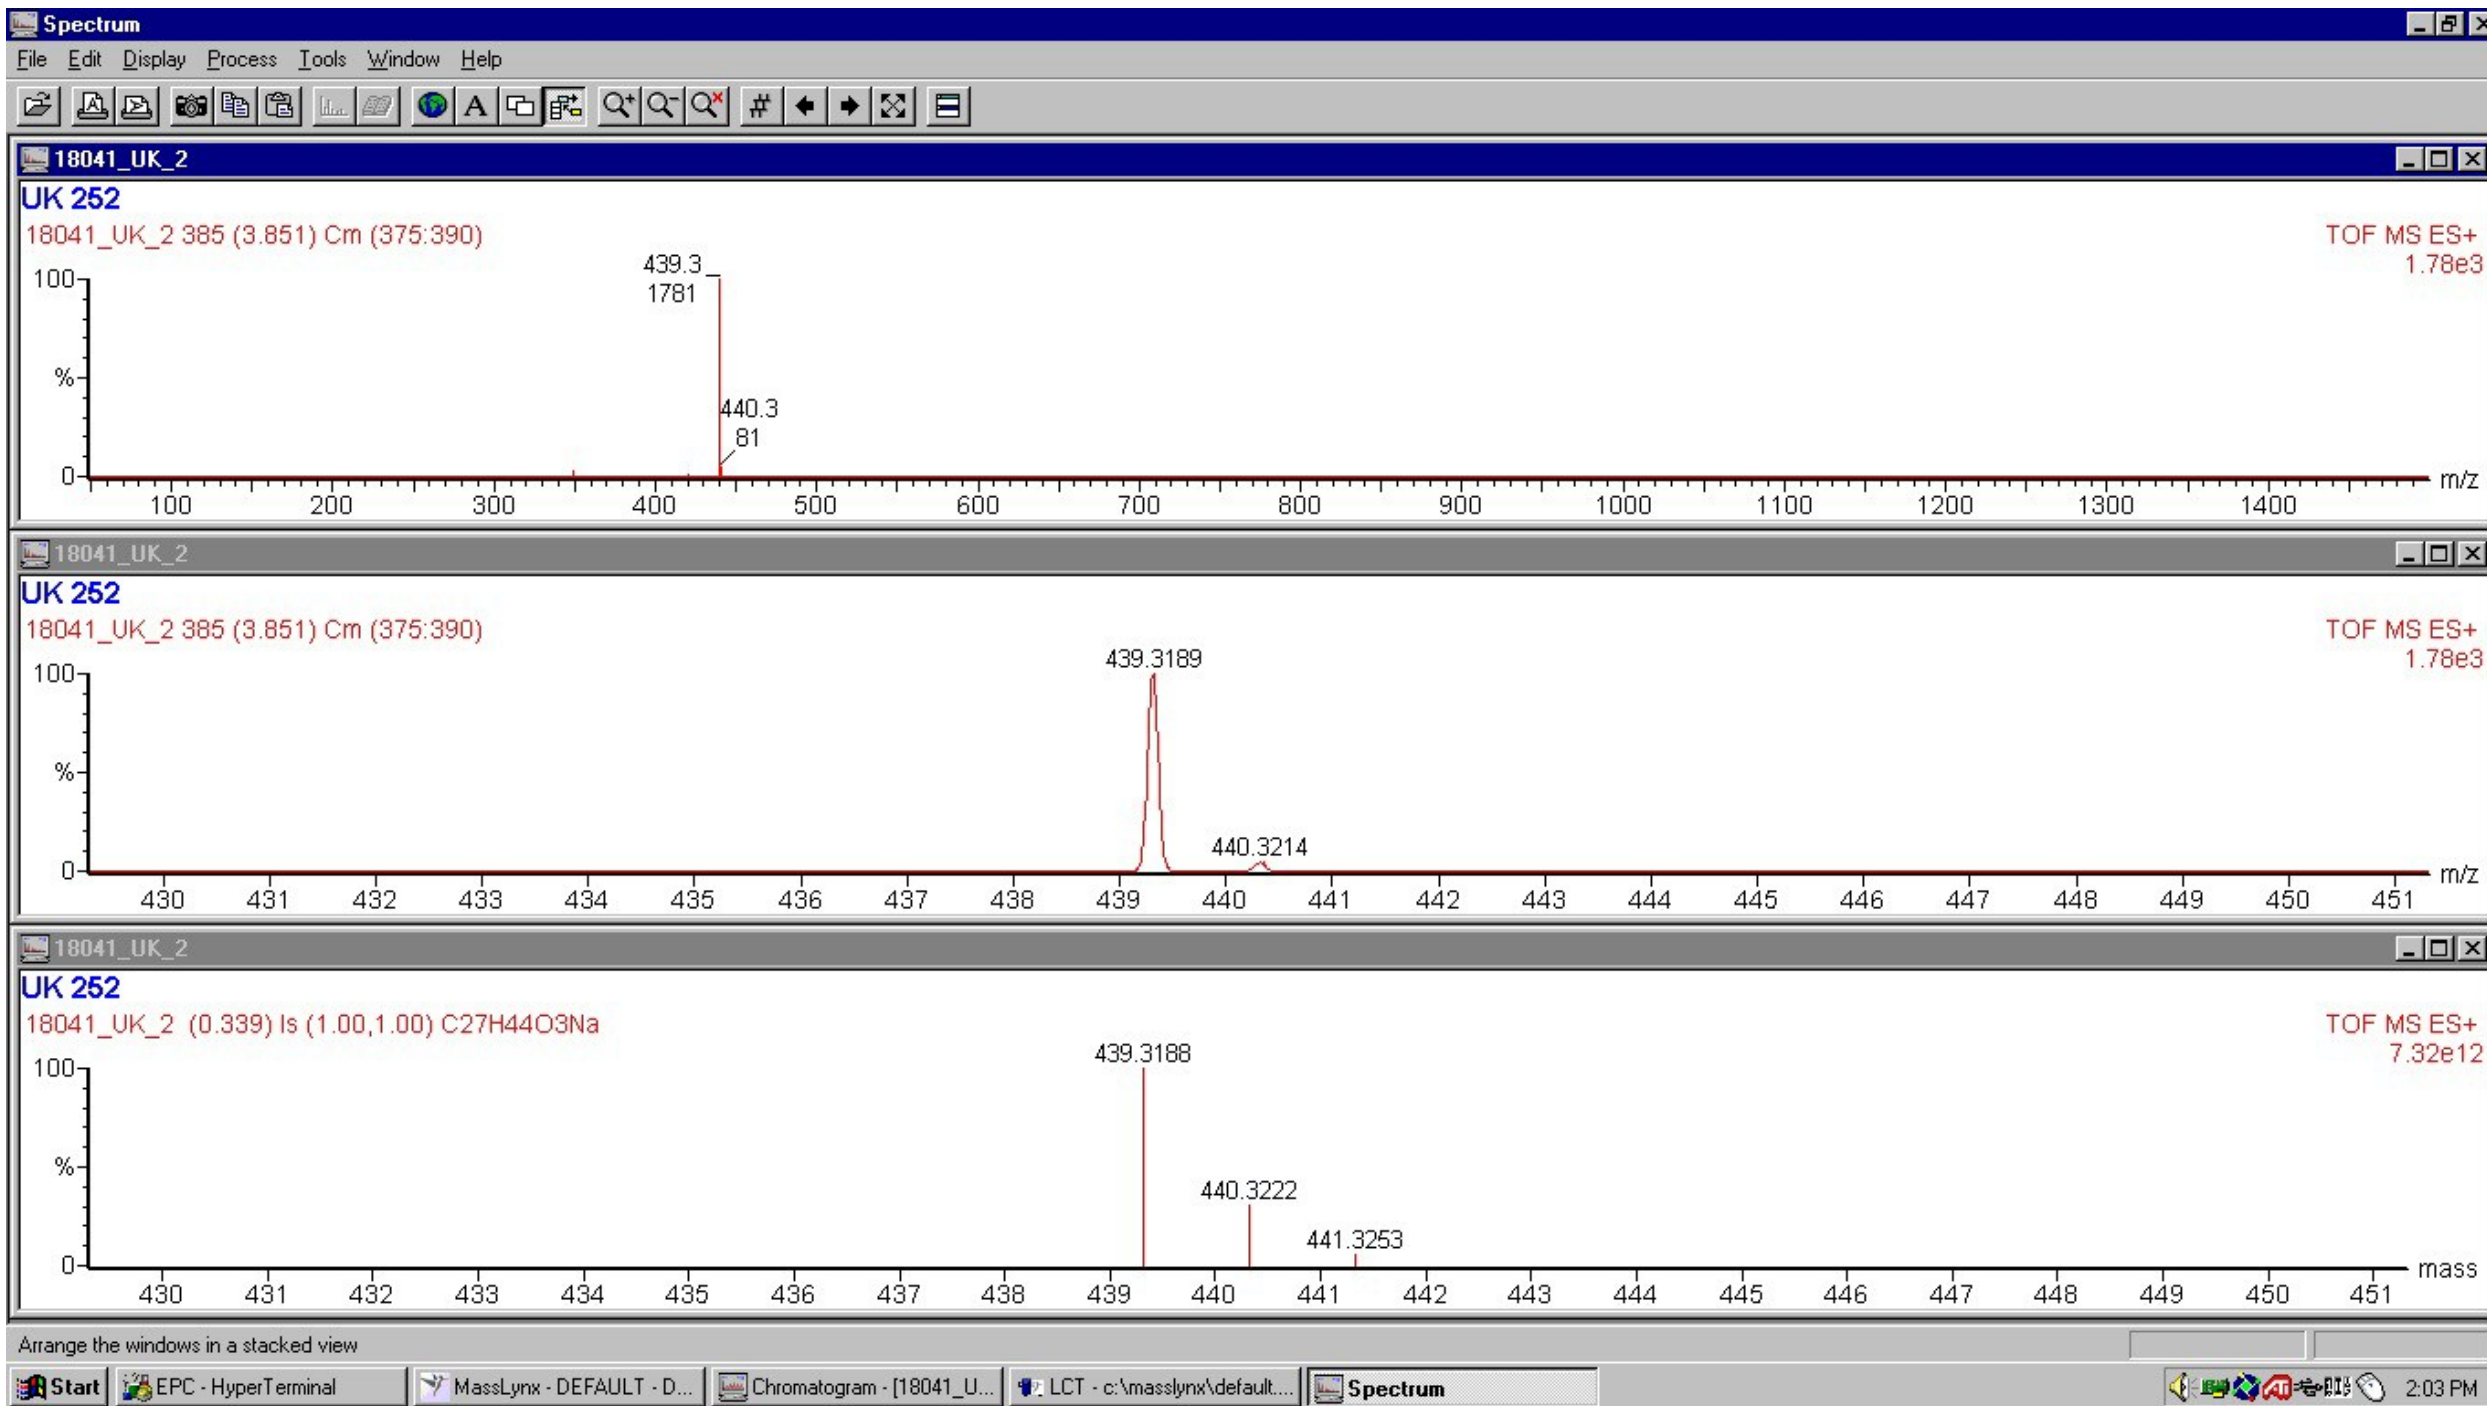 Spectrum
File Edit Display Process Tools Window Help
18041_UK_2
UK 252
18041_UK_2 385 (3.851) Cm (375:390)
TOF MS ES+
1.78e3
439.3
1781
440.3
81
100
%
0
100 200 300 400 500 600 700 800 900 1000 1100 1200 1300 1400
m/z
18041_UK_2
UK 252
18041_UK_2 385 (3.851) Cm (375:390)
TOF MS ES+
1.78e3
439.3189
440.3214
100
%
0
430 431 432 433 434 435 436 437 438 439 440 441 442 443 444 445 446 447 448 449 450 451
m/z
18041_UK_2
UK 252
18041_UK_2 (0.339) Is (1.00,1.00) C27H44O3Na
TOF MS ES+
7.32e12
439.3188
440.3222
441.3253
100
%
0
430 431 432 433 434 435 436 437 438 439 440 441 442 443 444 445 446 447 448 449 450 451
mass
Arrange the windows in a stacked view
Start EPC - HyperTerminal MassLynx - DEFAULT - D... Chromatogram - [18041_U... LCT - c:\masslynx\default.... Spectrum 2:03 PM